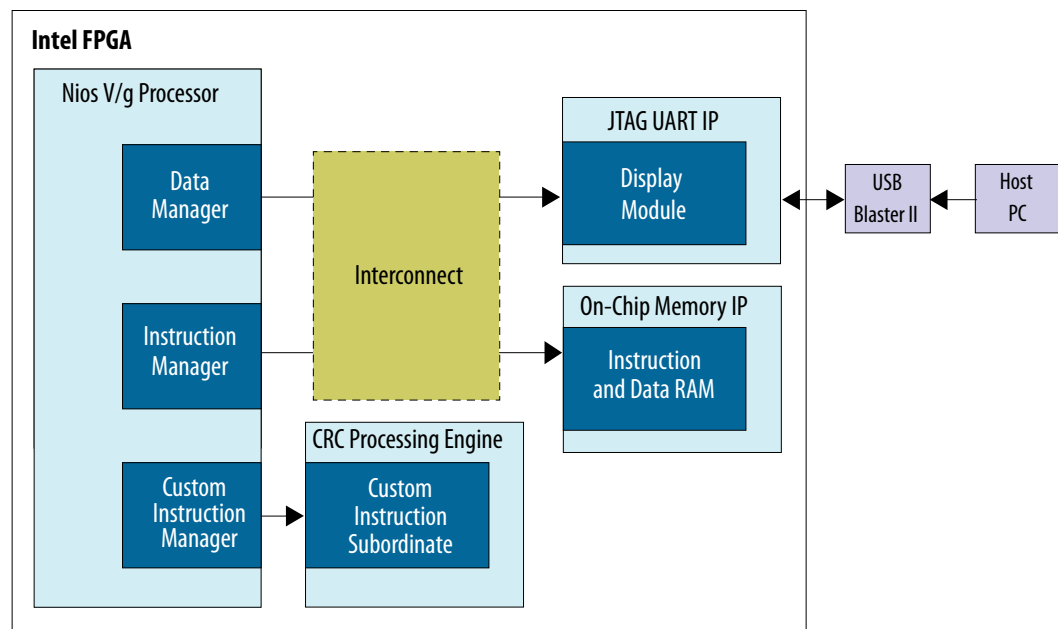 Intel FPGA
Nios V/g Processor
Data
Manager
Instruction
Manager
Custom
Instruction
Manager
Interconnect
CRC Processing Engine
Custom
Instruction
Subordinate
JTAG UART IP
Display
Module
On-Chip Memory IP
Instruction
and Data RAM
USB
Blaster II
Host
PC